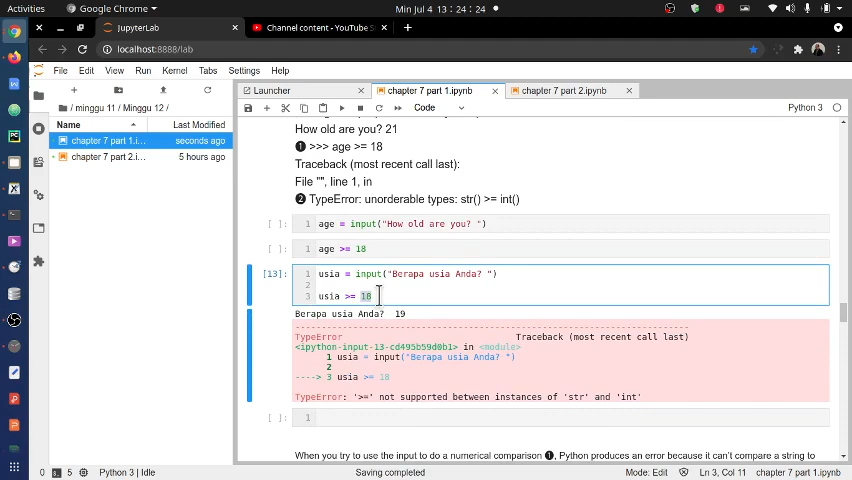 Activities
Google Chrome
Mon Jul 4 13:24:24
JupyterLab
Channel content - YouTube S
localhost:8888/lab
File Edit View Run Kernel Tabs Settings Help
Launcher
chapter 7 part 1.ipynb
chapter 7 part 2.ipynb
/ minggu 11 / Minggu 12 /
Code
Python 3
Name
Last Modified
chapter 7 part 1.i... seconds ago
chapter 7 part 2.i... 5 hours ago
How old are you? 21
❶ >>> age >= 18
Traceback (most recent call last):
File "", line 1, in
❷ TypeError: unorderable types: str() >= int()
[ ]: 1 age = input("How old are you? ")
[ ]: 1 age >= 18
[13]: 1 usia = input("Berapa usia Anda? ")
2
3 usia >= 18
Berapa usia Anda? 19
---------------------------------------------------------------------------
TypeError Traceback (most recent call last)
<ipython-input-13-cd495b59d0b1> in <module>
1 usia = input("Berapa usia Anda? ")
2
----> 3 usia >= 18
TypeError: '>=' not supported between instances of 'str' and 'int'
[ ]: 1
When you try to use the input to do a numerical comparison ❶, Python produces an error because it can't compare a string to
0 5 Python 3 | Idle
Saving completed
Mode: Edit
Ln 3, Col 11
chapter 7 part 1.ipynb